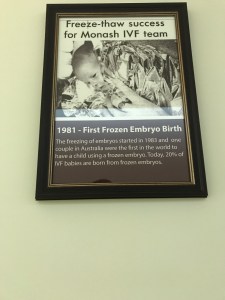 Freeze-thaw success
for Monash IVF team
1981 - First Frozen Embryo Birth
The freezing of embryos started in 1983 and one
couple in Australia were the first in the world to
have a child using a frozen embryo. Today, 20% of
IVF babies are born from frozen embryos.